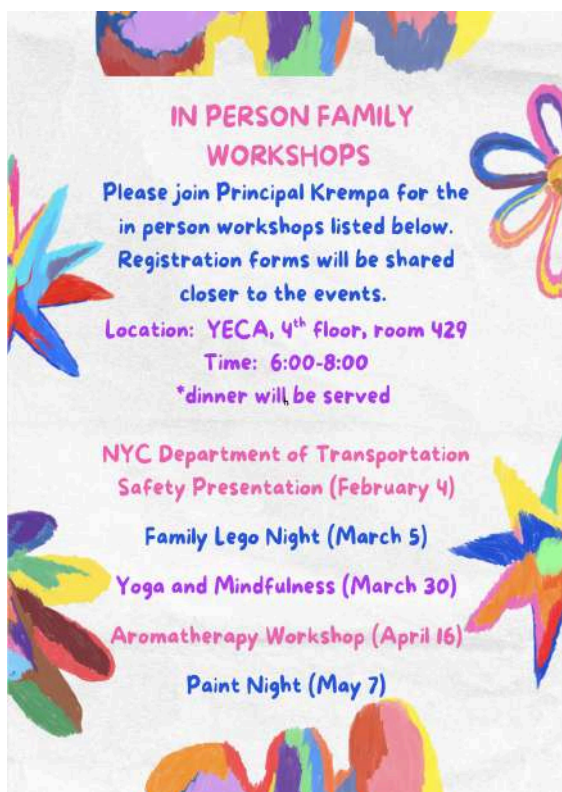 IN PERSON FAMILY
WORKSHOPS
Please join Principal Krempa for the
in person workshops listed below.
Registration forms will be shared
closer to the events.
Location: YECA, 4th floor, room 429
Time: 6:00-8:00
*dinner will be served
NYC Department of Transportation
Safety Presentation (February 4)
Family Lego Night (March 5)
Yoga and Mindfulness (March 30)
Aromatherapy Workshop (April 16)
Paint Night (May 7)